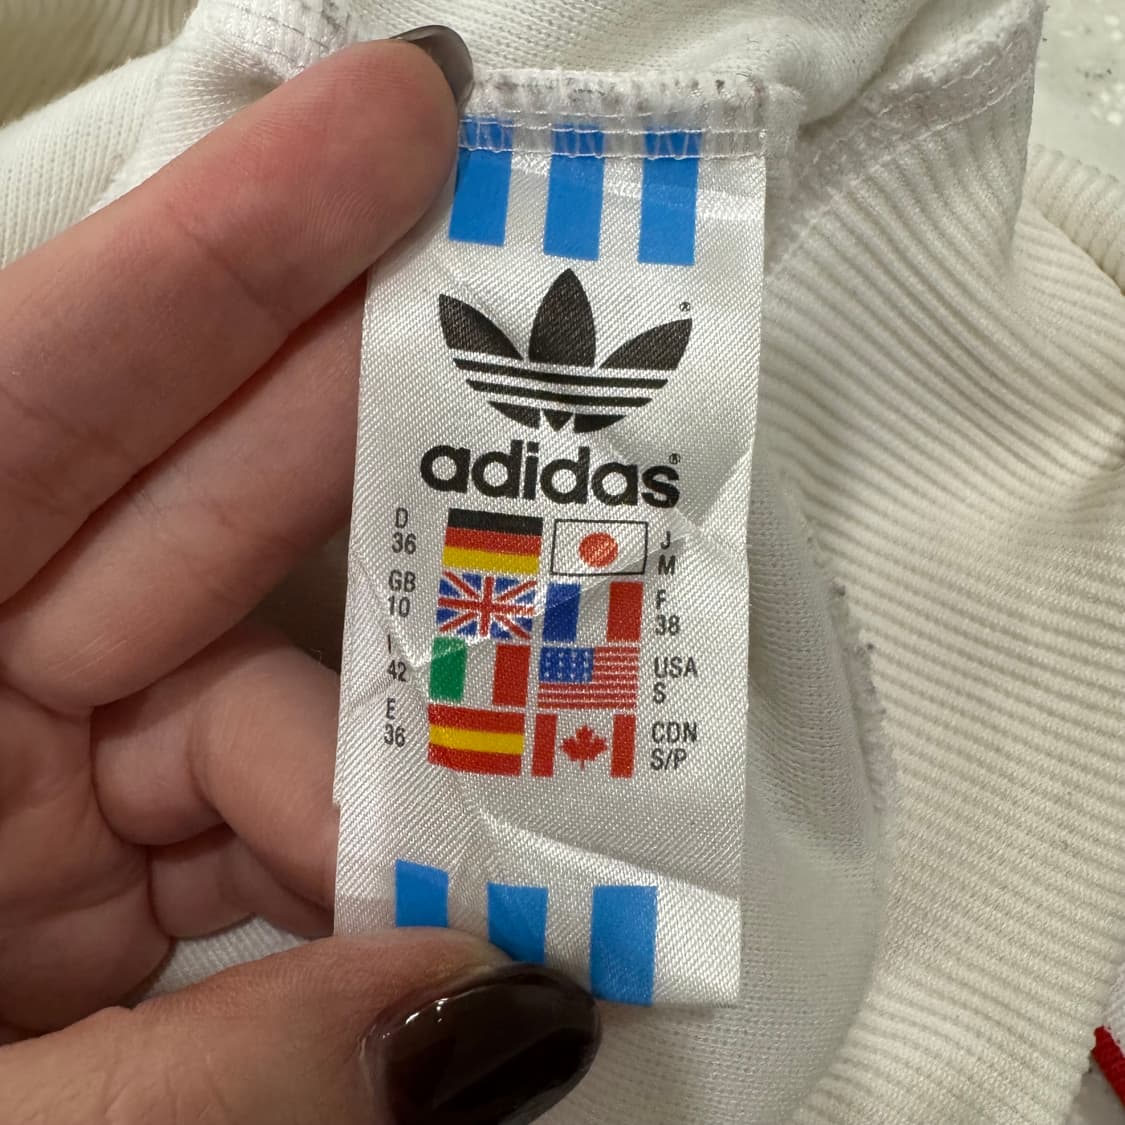 adidas®
D
36
J
M
GB
10
F
38
I
42
USA
S
E
36
CDN
S/P